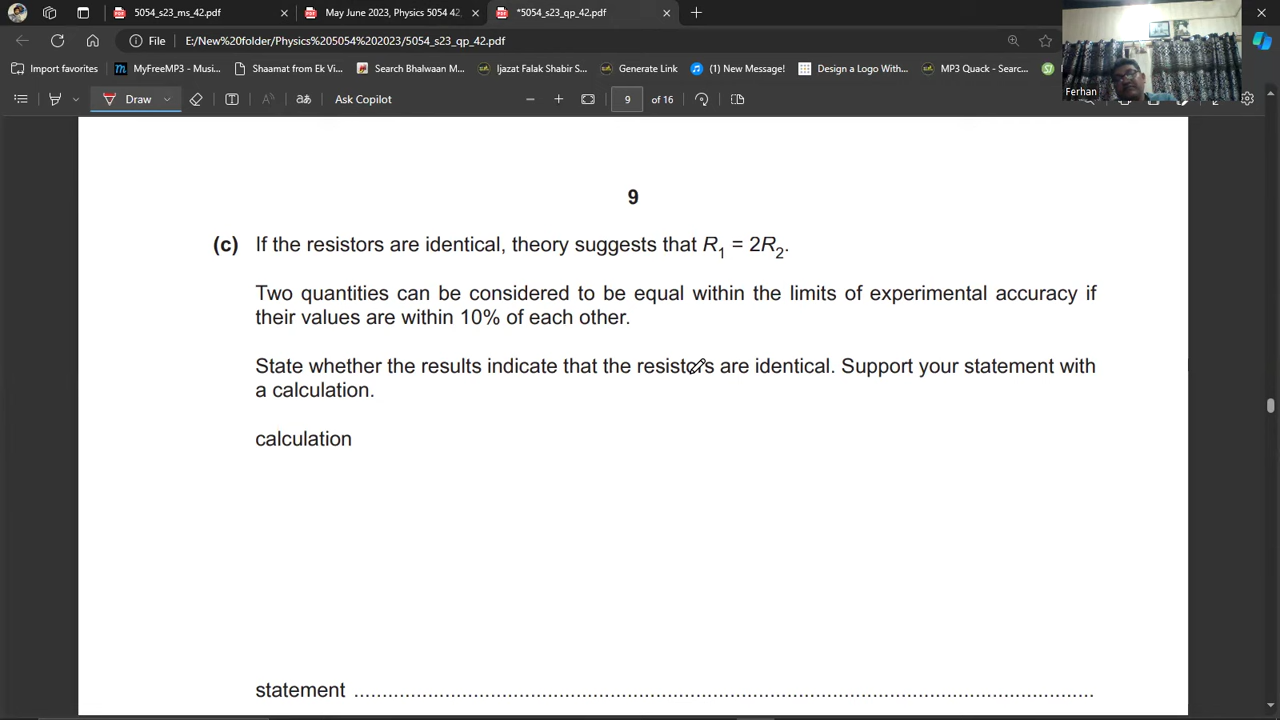 5054_s23_ms_42.pdf
May June 2023, Physics 5054 42,
*5054_s23_qp_42.pdf
File
E:/New%20folder/Physics%205054%202023/5054_s23_qp_42.pdf
Import favorites
MyFreeMP3 - Musi...
Shaamat from Ek Vi...
Search Bhalwaan M...
Ijazat Falak Shabir S...
Generate Link
(1) New Message!
Design a Logo With...
MP3 Quack - Searc...
Ferhan
Draw
Ask Copilot
9
of 16
9
(c) If the resistors are identical, theory suggests that R₁ = 2R₂.
Two quantities can be considered to be equal within the limits of experimental accuracy if
their values are within 10% of each other.
State whether the results indicate that the resistors are identical. Support your statement with
a calculation.
calculation
statement ....................................................................................................